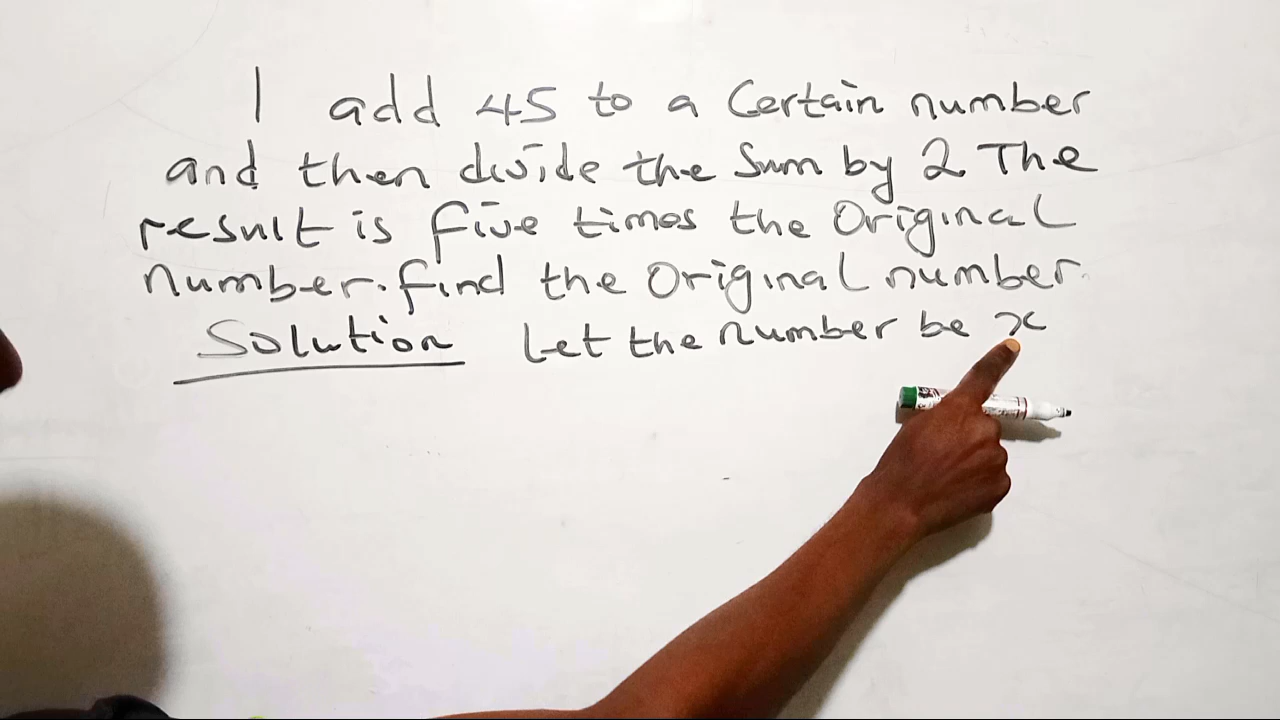 I add 45 to a Certain number
and then divide the Sum by 2 The
result is five times the Original
number. find the Original number.
Solution Let the number be x